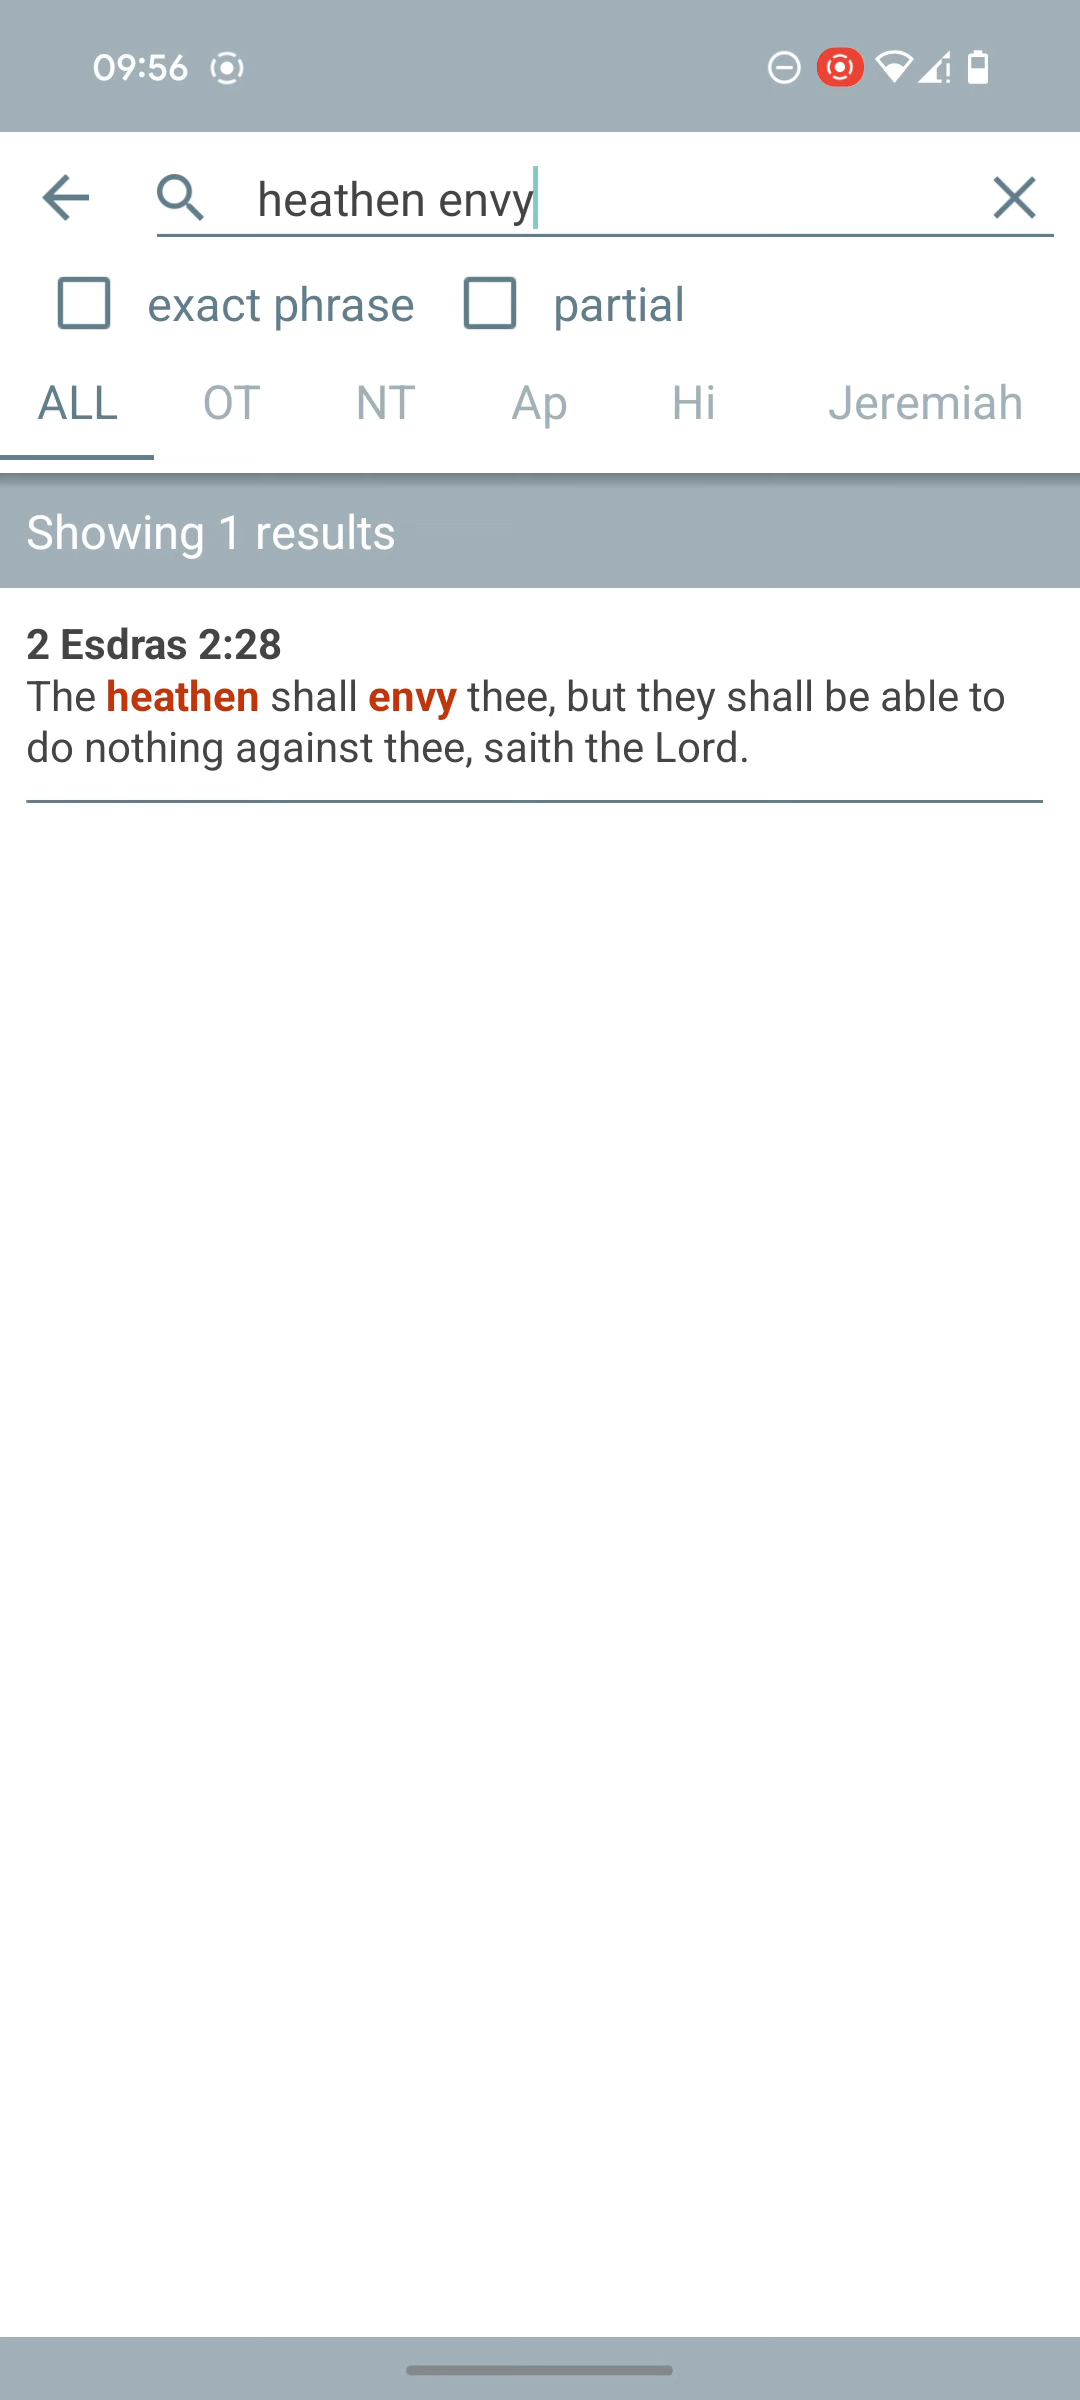 09:56
heathen envy
exact phrase partial
ALL OT NT Ap Hi Jeremiah
Showing 1 results
2 Esdras 2:28
The heathen shall envy thee, but they shall be able to
do nothing against thee, saith the Lord.